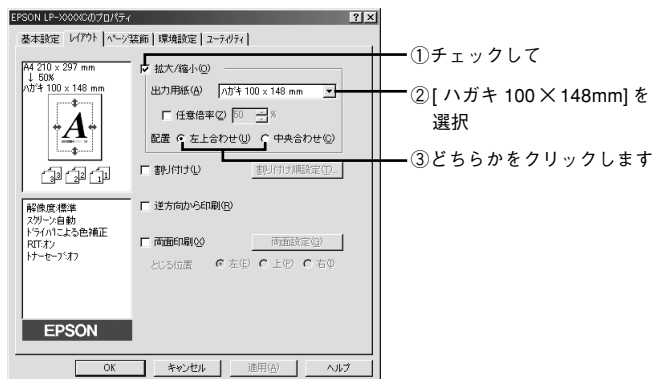 EPSON LP-XXXXCのプロパティ
基本設定 レイアウト ページ装飾 環境設定 ユーティリティ
A4 210 x 297 mm
↓ 50%
ハガキ 100 x 148 mm
A
3 3 2 2 1 1
拡大/縮小(O)
出力用紙(A) ハガキ 100 x 148 mm
任意倍率(Z) 50 %
配置 左上合わせ(U) 中央合わせ(C)
割り付け(L) 割り付け順設定(T)...
逆方向から印刷(R)
両面印刷(X) 両面設定(G)
とじる位置 左(E) 上(P) 右(I)
解像度:標準
スクリーン:自動
ドライバによる色補正
RIT:オン
トナーセーブ:オフ
EPSON
OK キャンセル 適用(A) ヘルプ
①チェックして
②[ ハガキ 100×148mm] を
選択
③どちらかをクリックします